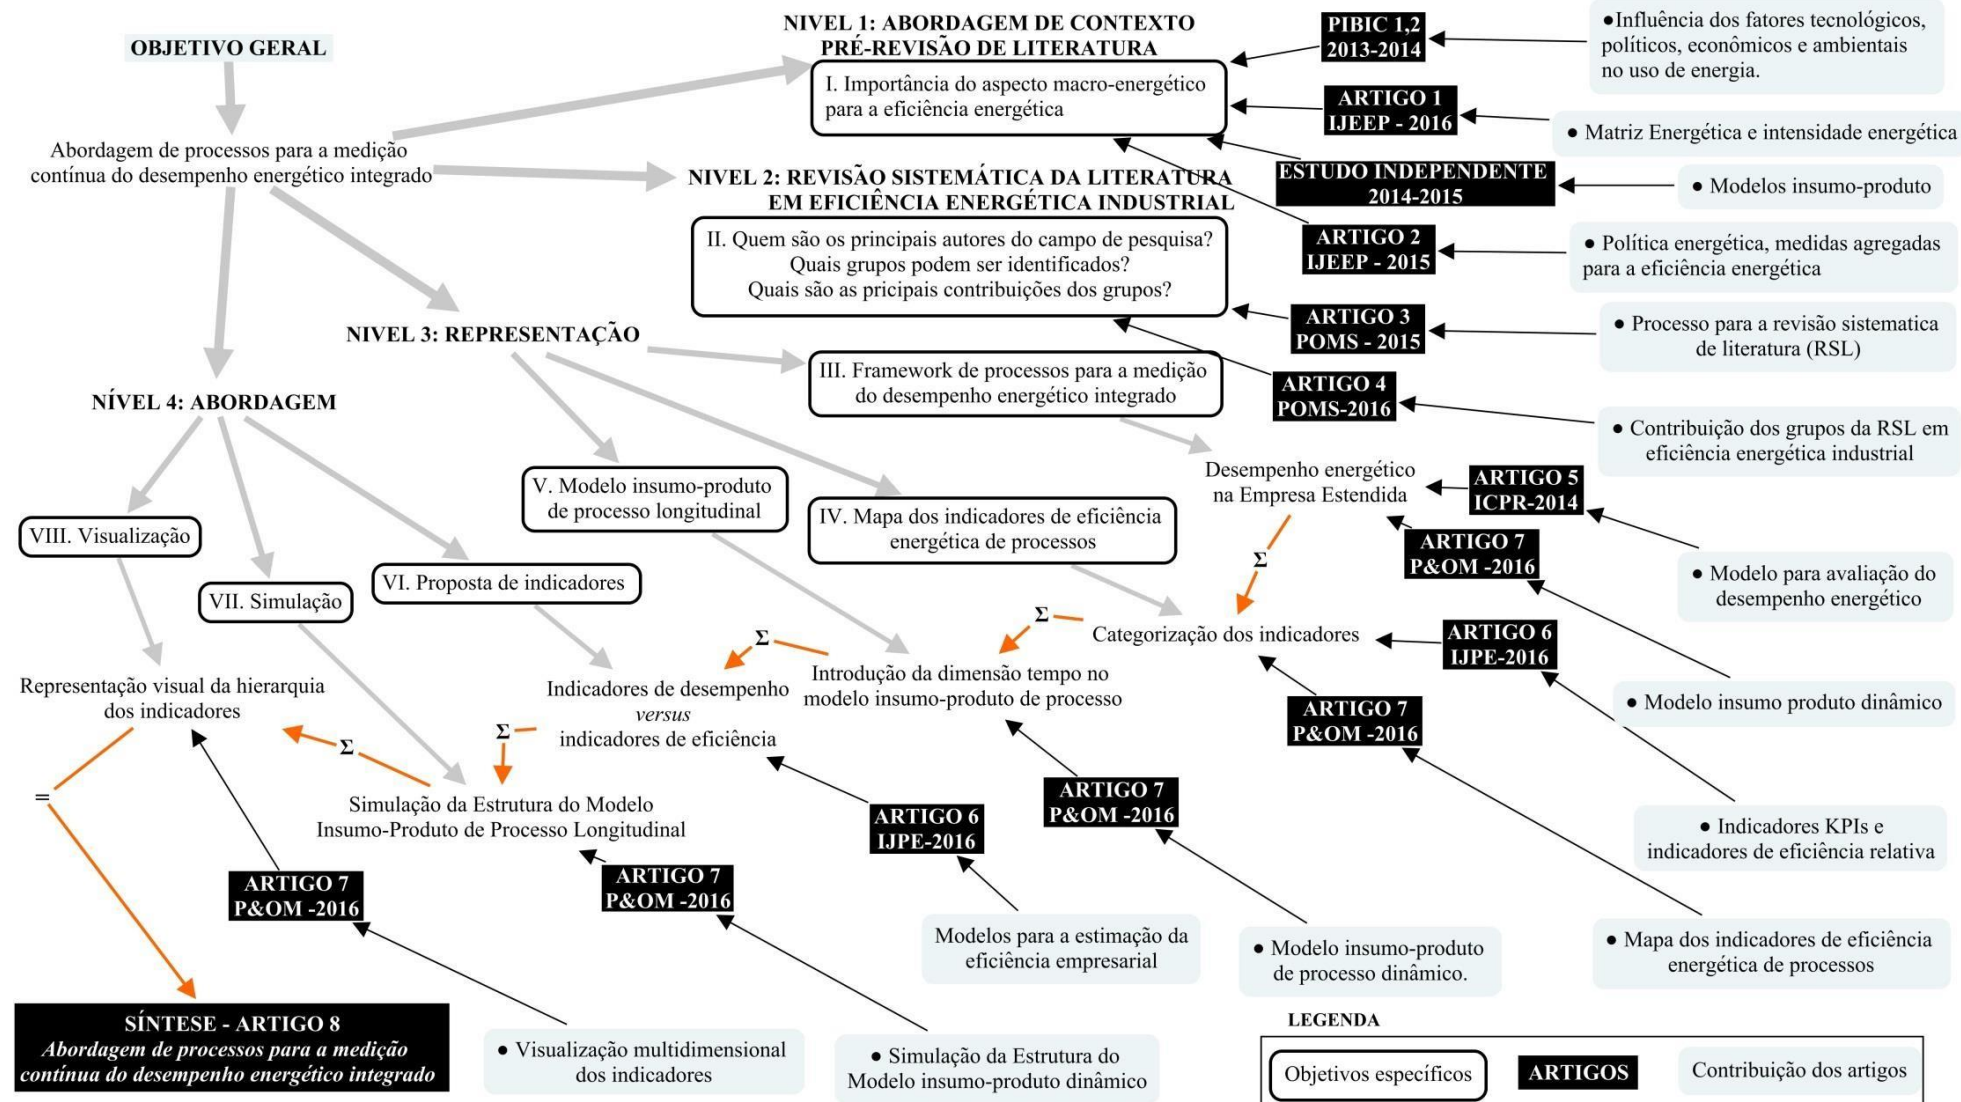 OBJETIVO GERAL
Abordagem de processos para a medição
contínua do desempenho energético integrado
NIVEL 1: ABORDAGEM DE CONTEXTO
PRÉ-REVISÃO DE LITERATURA
I. Importância do aspecto macro-energético
para a eficiência energética
PIBIC 1,2
2013-2014
●Influência dos fatores tecnológicos,
políticos, econômicos e ambientais
no uso de energia.
ARTIGO 1
IJEEP - 2016
● Matriz Energética e intensidade energética
ESTUDO INDEPENDENTE
2014-2015
● Modelos insumo-produto
NIVEL 2: REVISÃO SISTEMÁTICA DA LITERATURA
EM EFICIÊNCIA ENERGÉTICA INDUSTRIAL
II. Quem são os principais autores do campo de pesquisa?
Quais grupos podem ser identificados?
Quais são as pricipais contribuições dos grupos?
ARTIGO 2
IJEEP - 2015
● Política energética, medidas agregadas
para a eficiência energética
ARTIGO 3
POMS - 2015
● Processo para a revisão sistematica
de literatura (RSL)
ARTIGO 4
POMS-2016
● Contribuição dos grupos da RSL em
eficiência energética industrial
NIVEL 3: REPRESENTAÇÃO
III. Framework de processos para a medição
do desempenho energético integrado
NÍVEL 4: ABORDAGEM
V. Modelo insumo-produto
de processo longitudinal
IV. Mapa dos indicadores de eficiência
energética de processos
Desempenho energético
na Empresa Estendida
ARTIGO 5
ICPR-2014
ARTIGO 7
P&OM -2016
● Modelo para avaliação do
desempenho energético
VIII. Visualização
VII. Simulação
VI. Proposta de indicadores
Σ
Σ
Σ
Categorização dos indicadores
ARTIGO 6
IJPE-2016
● Modelo insumo produto dinâmico
Representação visual da hierarquia
dos indicadores
Indicadores de desempenho
versus
indicadores de eficiência
Introdução da dimensão tempo no
modelo insumo-produto de processo
ARTIGO 7
P&OM -2016
Σ
Σ
=
Simulação da Estrutura do Modelo
Insumo-Produto de Processo Longitudinal
ARTIGO 6
IJPE-2016
ARTIGO 7
P&OM -2016
● Indicadores KPIs e
indicadores de eficiência relativa
ARTIGO 7
P&OM -2016
ARTIGO 7
P&OM -2016
Modelos para a estimação da
eficiência empresarial
● Modelo insumo-produto
de processo dinâmico.
● Mapa dos indicadores de eficiência
energética de processos
SÍNTESE - ARTIGO 8
Abordagem de processos para a medição
contínua do desempenho energético integrado
● Visualização multidimensional
dos indicadores
● Simulação da Estrutura do
Modelo insumo-produto dinâmico
LEGENDA
Objetivos específicos
ARTIGOS
Contribuição dos artigos